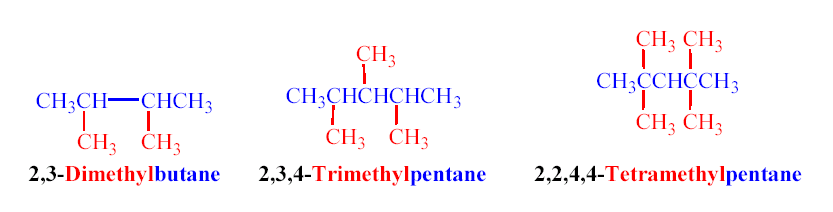 CH3 CH3
CH3
CH3CHCHCHCH3
CH3CCHCCH3
CH3CH CHCH3
CH3 CH3
CH3 CH3
CH3 CH3
2,3-Dimethylbutane 2,3,4-Trimethylpentane 2,2,4,4-Tetramethylpentane